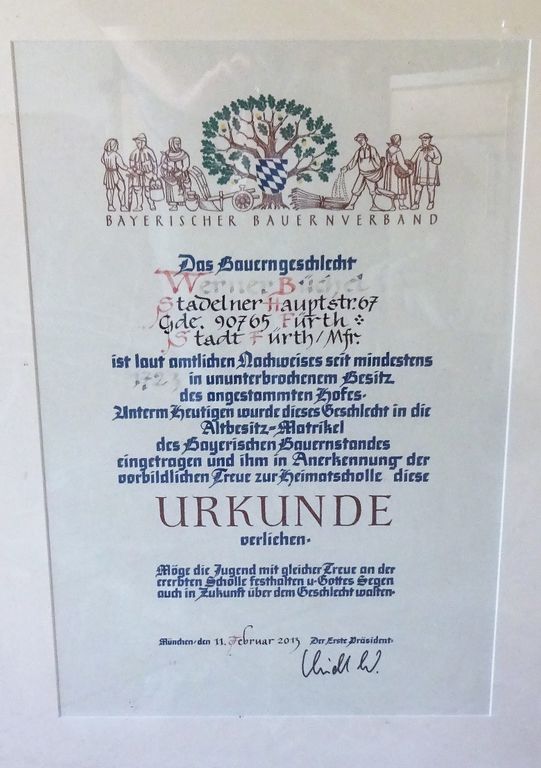 BAYERISCHER BAUERNVERBAND
Das Bauerngeschlecht
Werner Büchel
Stadelner Hauptstr. 67
Gde. 90765 Fürth
Stadt Fürth/Mfr.
ist laut amtlichen Nachweises seit mindestens
in ununterbrochenem Besitz
des angestammten Hofes.
Unterm Heutigen wurde dieses Geschlecht in die
Altbesitz-Matrikel
des Bayerischen Bauernstandes
eingetragen und ihm in Anerkennung der
vorbildlichen Treue zur Heimatscholle diese
URKUNDE
verliehen.
Möge die Jugend mit gleicher Treue an der
ererbten Scholle festhalten u. Gottes Segen
auch in Zukunft über dem Geschlecht walten.
München, den 11. Februar 2013 Der Erste Präsident.